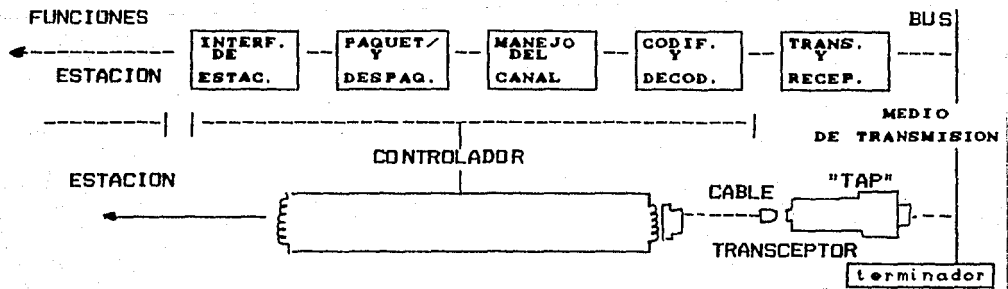 FUNCIONES
BUS
INTERF.
DE
ESTAC.
PAQUET/
Y
DESPAQ.
MANEJO
DEL
CANAL
CODIF.
Y
DECOD.
TRANS.
Y
RECEP.
ESTACION
MEDIO
DE TRANSMISION
CONTROLADOR
ESTACION
CABLE
"TAP"
TRANSCEPTOR
terminador